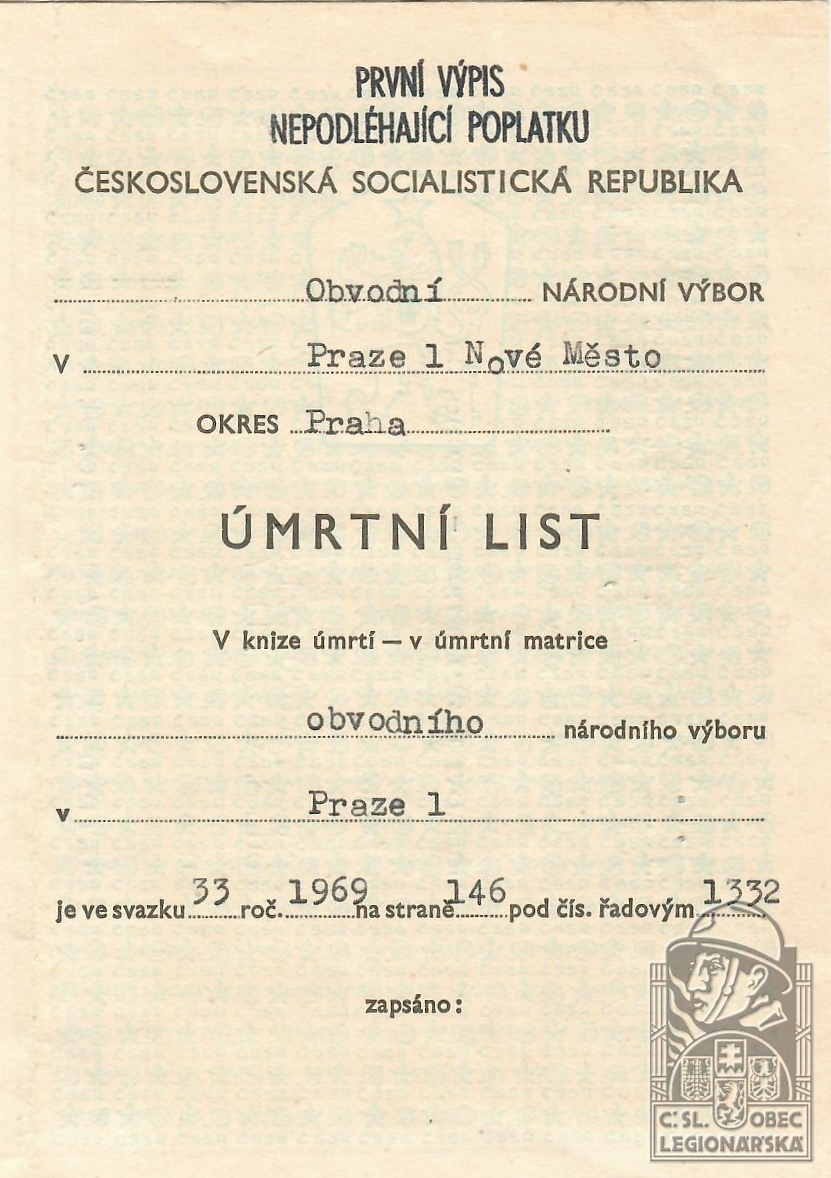 PRVNÍ VÝPIS
NEPODLÉHAJÍCÍ POPLATKU
ČESKOSLOVENSKÁ SOCIALISTICKÁ REPUBLIKA
Obvodní NÁRODNÍ VÝBOR
v Praze 1 Nové Město
OKRES Praha
ÚMRTNÍ LIST
V knize úmrtí — v úmrtní matrice
obvodního národního výboru
v Praze 1
je ve svazku 33 roč. 1969 na straně 146 pod čís. řadovým 1332
zapsáno:
Č. SL. OBEC
LEGIONÁŘSKÁ